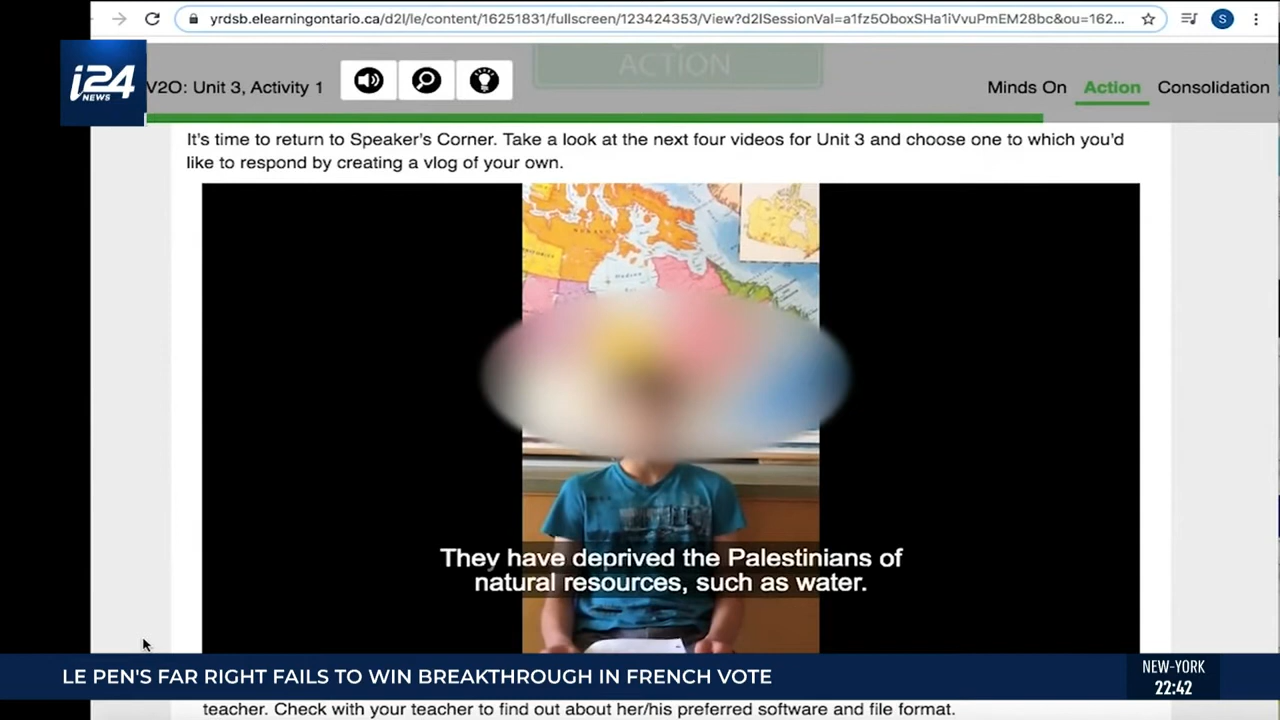 yrdsb.elearningontario.ca/d2l/le/content/16251831/fullscreen/123424353/View?d2lSessionVal=a1fz5OboxSHa1iVvuPmEM28bc&ou=162...
S
ACTION
i24
NEWS
V2O: Unit 3, Activity 1
Minds On
Action
Consolidation
It's time to return to Speaker's Corner. Take a look at the next four videos for Unit 3 and choose one to which you'd
like to respond by creating a vlog of your own.
They have deprived the Palestinians of
natural resources, such as water.
LE PEN'S FAR RIGHT FAILS TO WIN BREAKTHROUGH IN FRENCH VOTE
NEW-YORK
22:42
teacher. Check with your teacher to find out about her/his preferred software and file format.